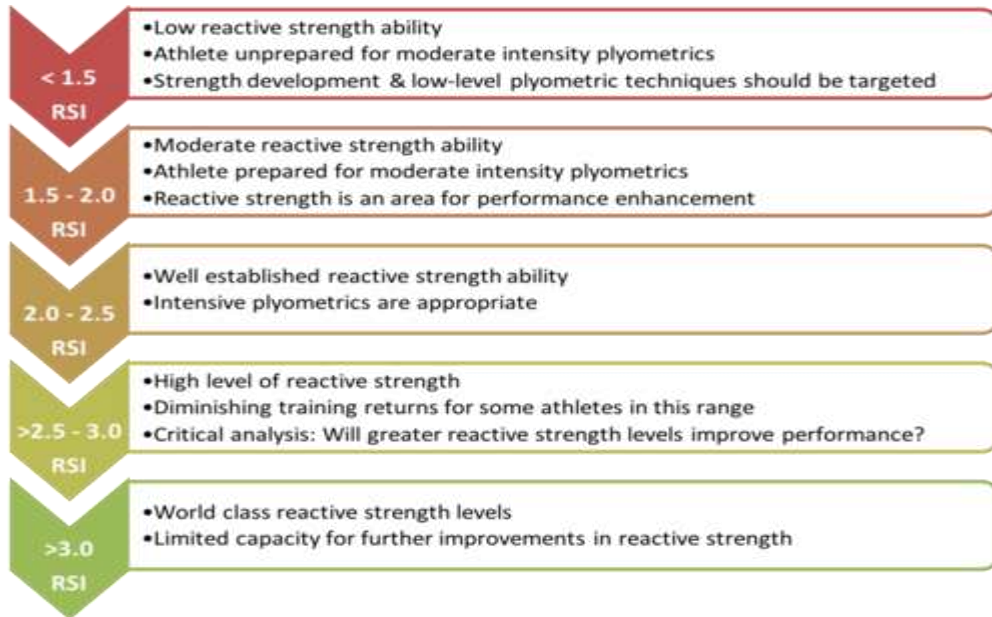 < 1.5
RSI
•Low reactive strength ability
•Athlete unprepared for moderate intensity plyometrics
•Strength development & low-level plyometric techniques should be targeted
1.5 - 2.0
RSI
•Moderate reactive strength ability
•Athlete prepared for moderate intensity plyometrics
•Reactive strength is an area for performance enhancement
2.0 - 2.5
RSI
•Well established reactive strength ability
•Intensive plyometrics are appropriate
>2.5 - 3.0
RSI
•High level of reactive strength
•Diminishing training returns for some athletes in this range
•Critical analysis: Will greater reactive strength levels improve performance?
>3.0
RSI
•World class reactive strength levels
•Limited capacity for further improvements in reactive strength